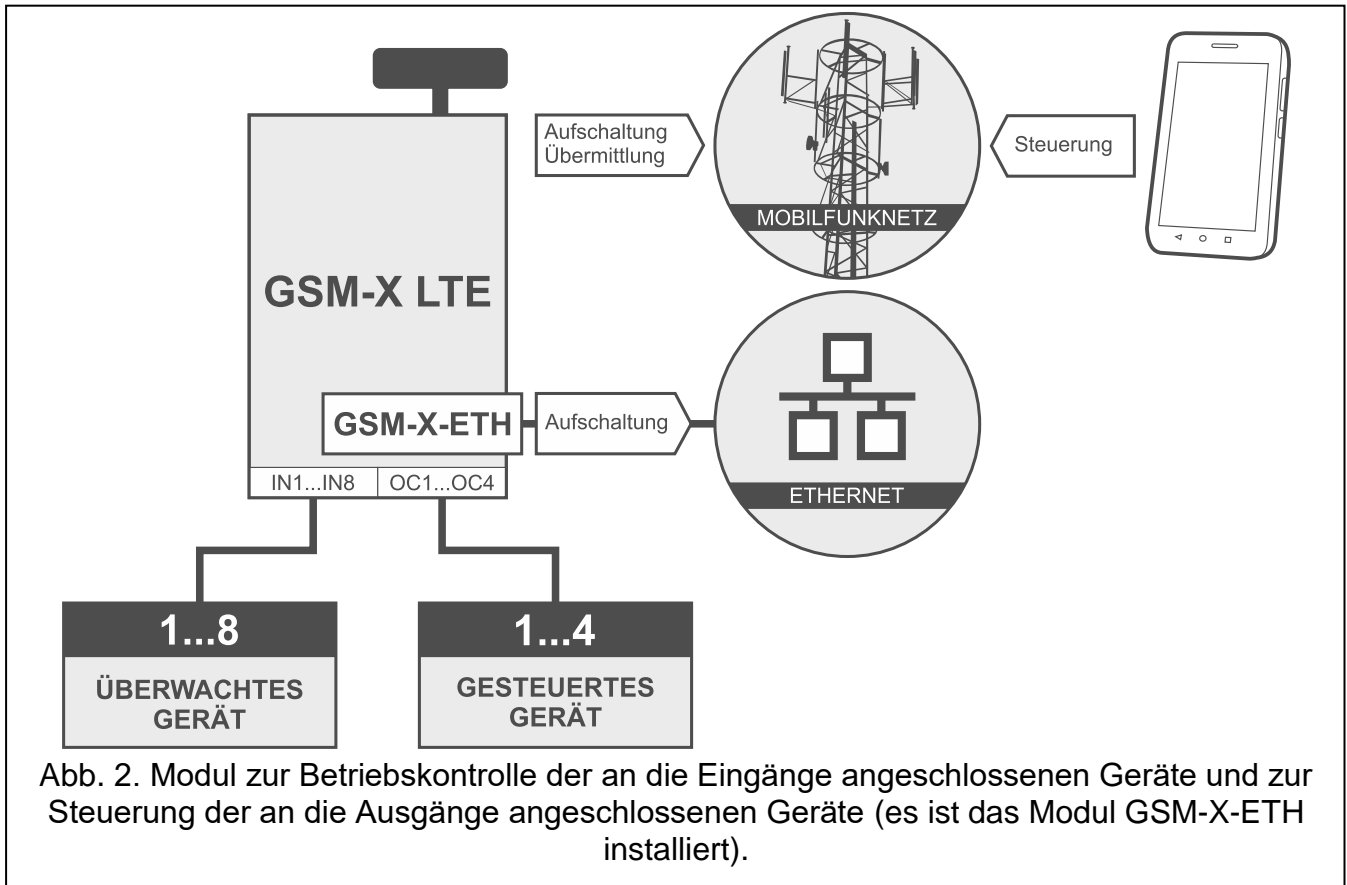 Aufschaltung
Übermittlung
Steuerung
MOBILFUNKNETZ
GSM-X LTE
GSM-X-ETH
Aufschaltung
IN1...IN8
OC1...OC4
ETHERNET
1...8
ÜBERWACHTES
GERÄT
1...4
GESTEUERTES
GERÄT
Abb. 2. Modul zur Betriebskontrolle der an die Eingänge angeschlossenen Geräte und zur
Steuerung der an die Ausgänge angeschlossenen Geräte (es ist das Modul GSM-X-ETH
installiert).